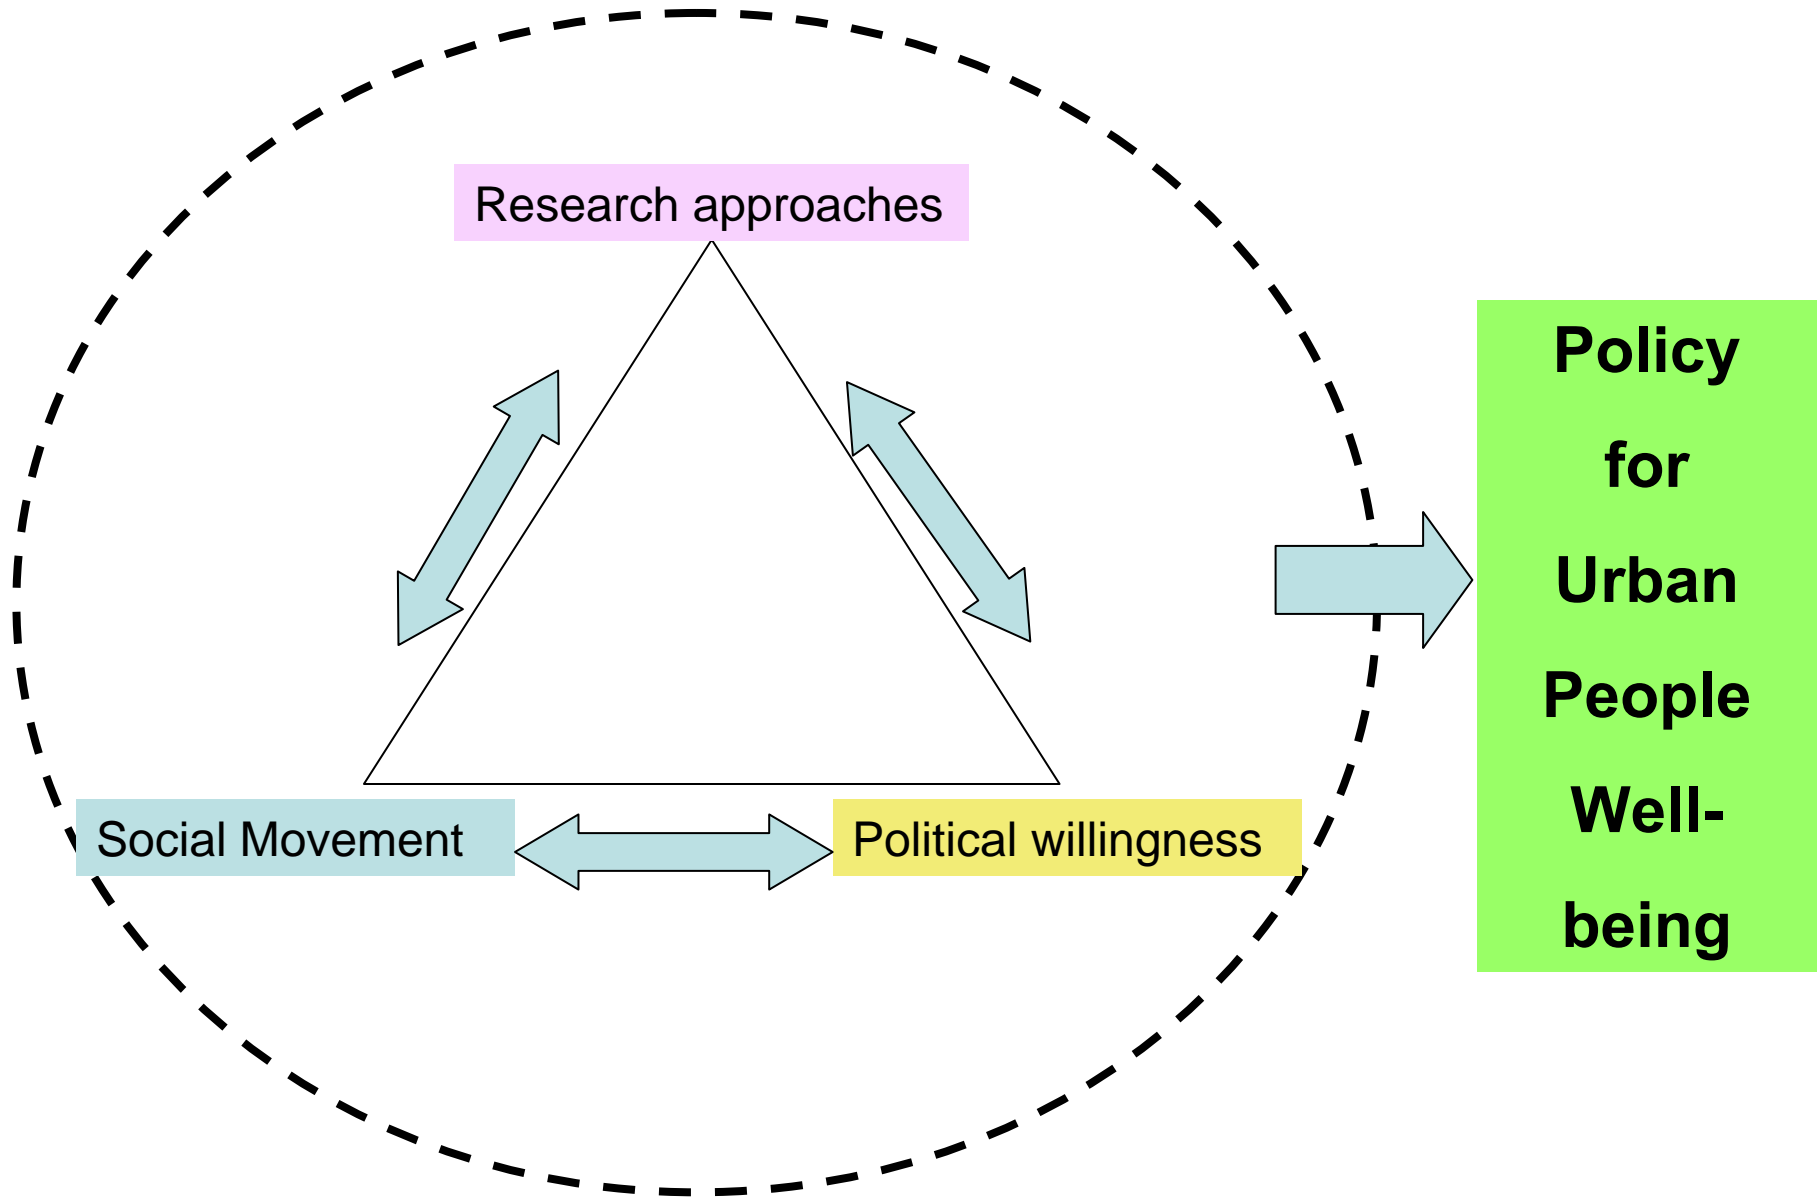 Research approaches
Social Movement
Political willingness
Policy
for
Urban
People
Well-
being